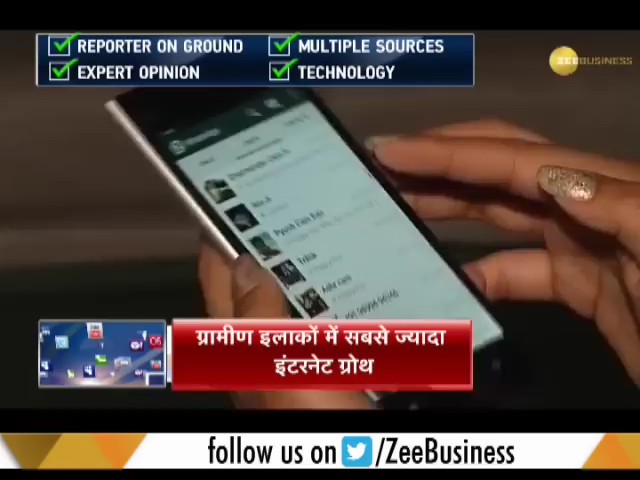 REPORTER ON GROUND
MULTIPLE SOURCES
EXPERT OPINION
TECHNOLOGY
ZEEBUSINESS
ग्रामीण इलाकों में सबसे ज्यादा
इंटरनेट ग्रोथ
follow us on /ZeeBusiness